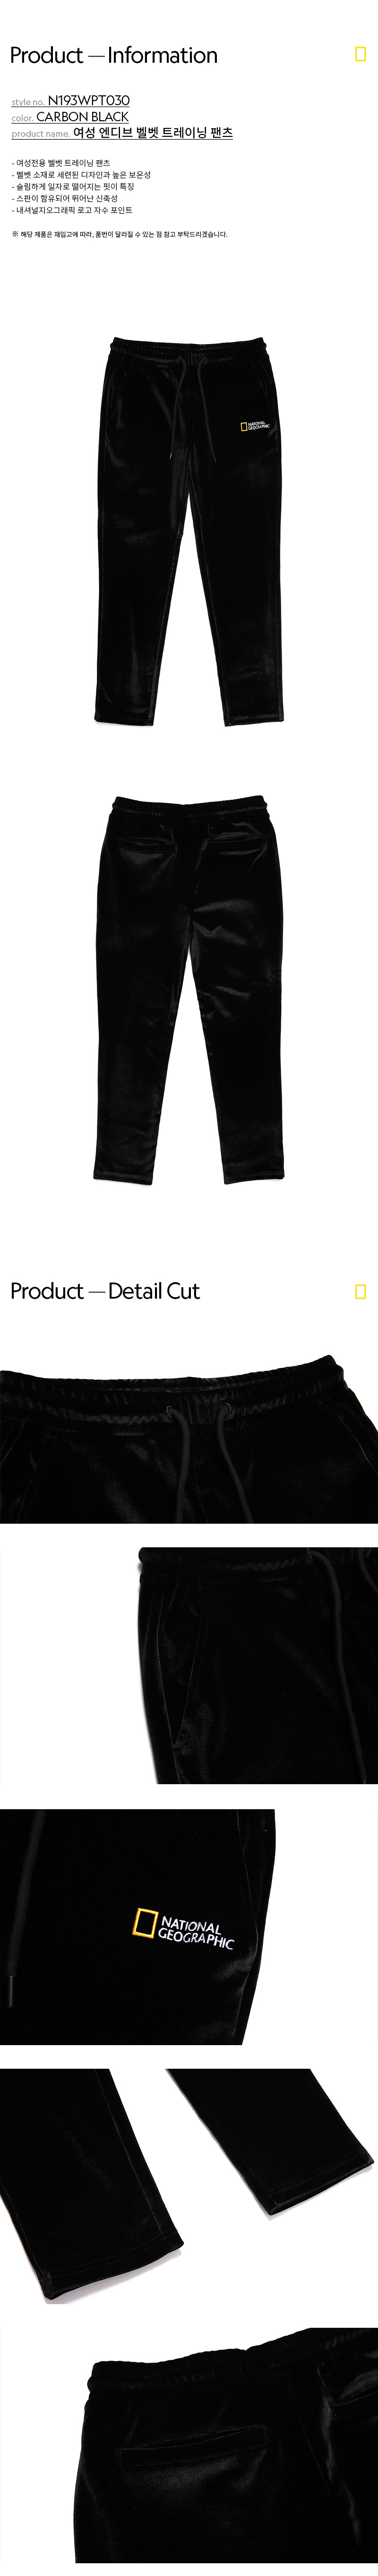 Product — Information
style no. N193WPT030
color. CARBON BLACK
product name. 여성 엔디브 벨벳 트레이닝 팬츠
- 여성전용 벨벳 트레이닝 팬츠
- 벨벳 소재로 세련된 디자인과 높은 보온성
- 슬림하게 일자로 떨어지는 핏이 특징
- 스판이 함유되어 뛰어난 신축성
- 내셔널지오그래픽 로고 자수 포인트
※ 해당 제품은 재입고에 따라, 품번이 달라질 수 있는 점 참고 부탁드리겠습니다.
NATIONAL
GEOGRAPHIC
Product — Detail Cut
NATIONAL
GEOGRAPHIC